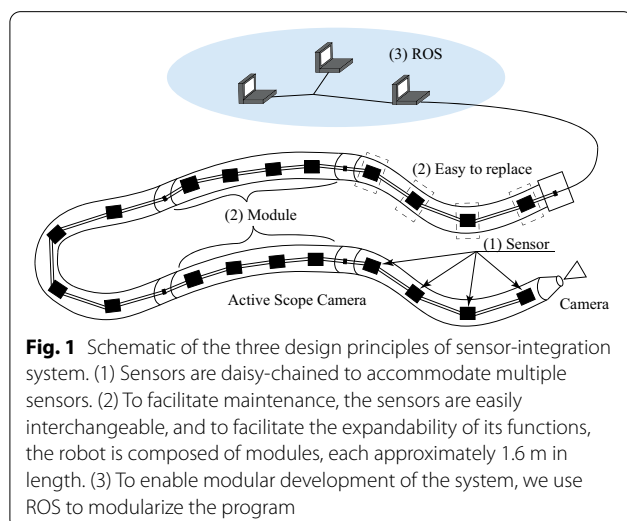 (3) ROS
(2) Easy to replace
(2) Module
(1) Sensor
Active Scope Camera
Camera
Fig. 1 Schematic of the three design principles of sensor-integration
system. (1) Sensors are daisy-chained to accommodate multiple
sensors. (2) To facilitate maintenance, the sensors are easily
interchangeable, and to facilitate the expandability of its functions,
the robot is composed of modules, each approximately 1.6 m in
length. (3) To enable modular development of the system, we use
ROS to modularize the program